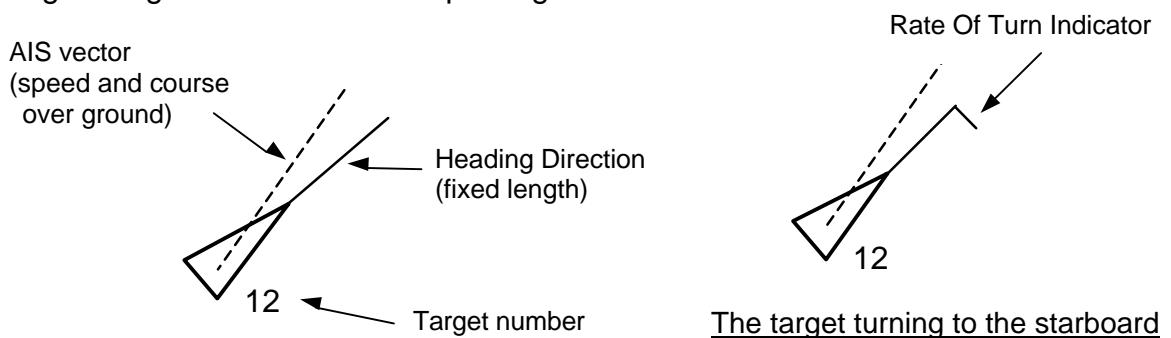 Rate Of Turn Indicator
AIS vector
(speed and course
over ground)
Heading Direction
(fixed length)
12
12
Target number
The target turning to the starboard